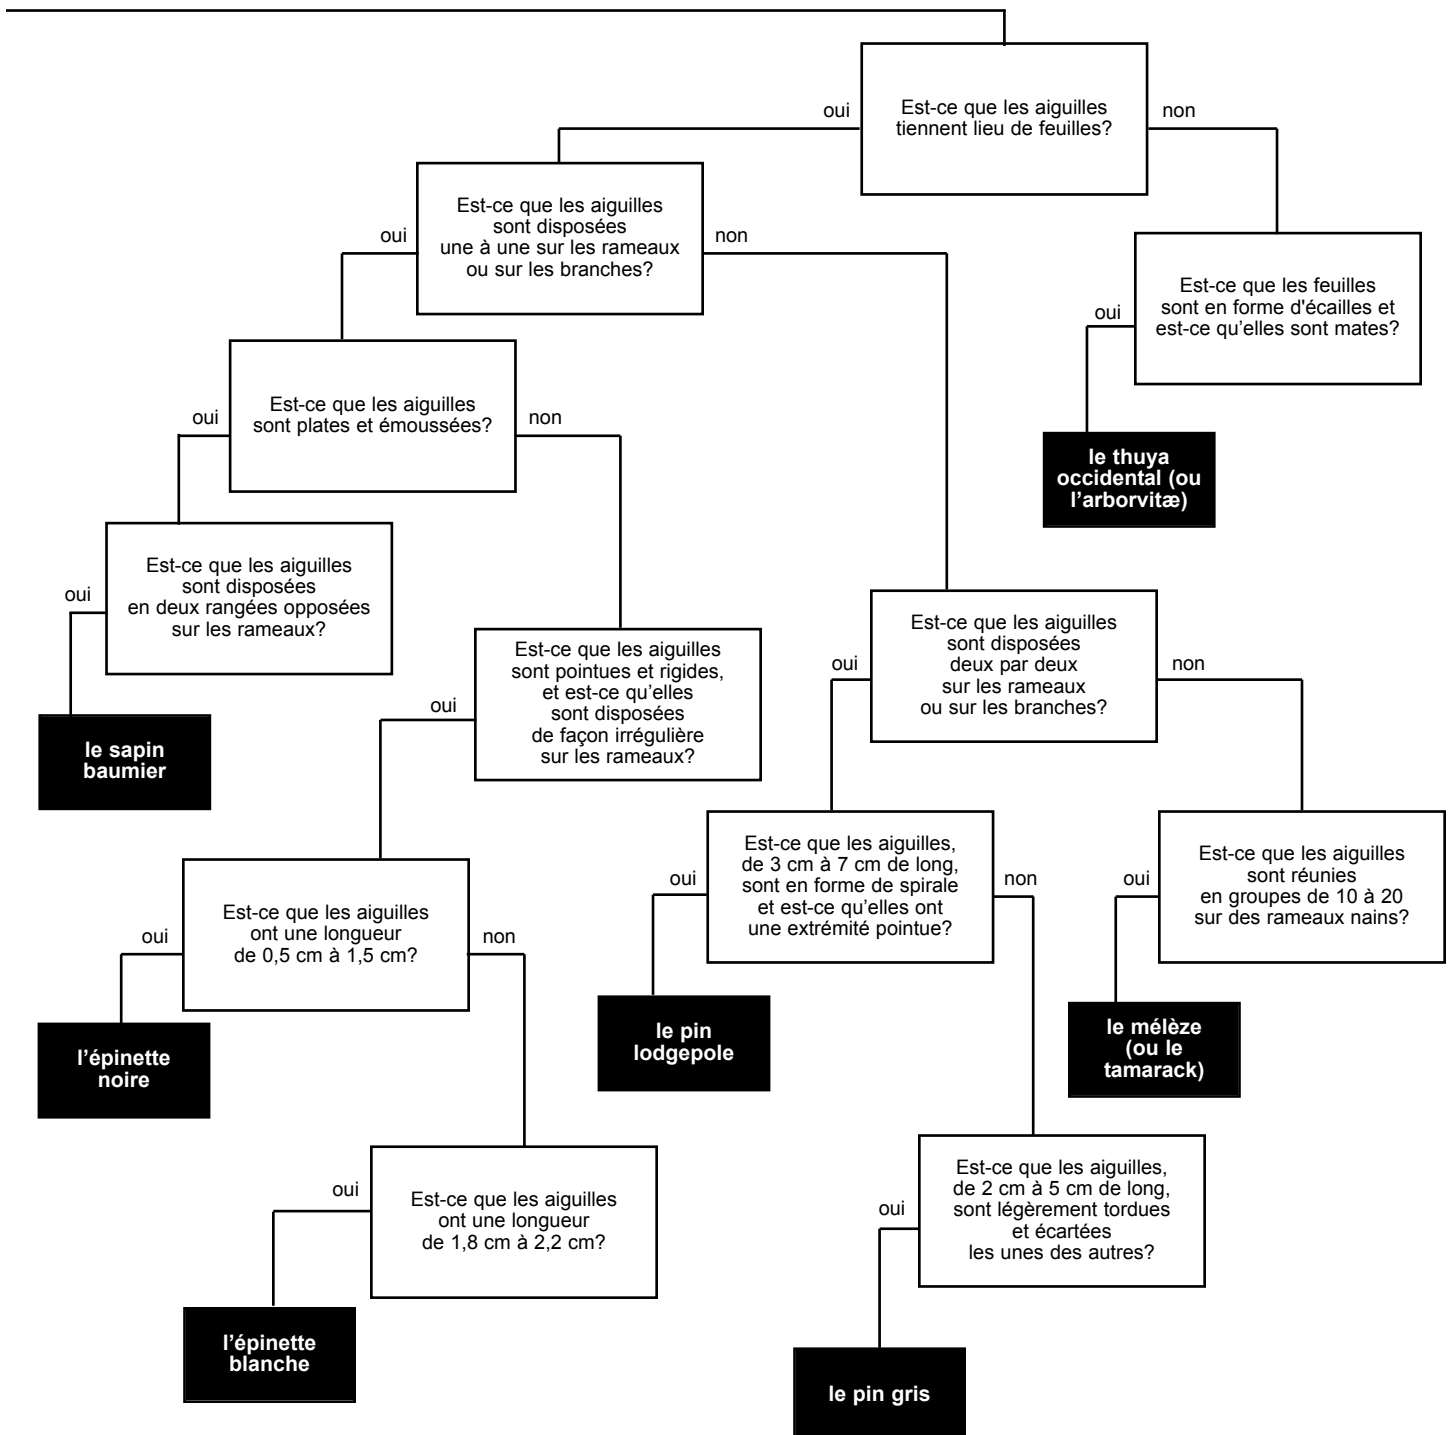 Est-ce que les aiguilles
tiennent lieu de feuilles?
oui
non
Est-ce que les aiguilles
sont disposées
une à une sur les rameaux
ou sur les branches?
oui
non
Est-ce que les feuilles
sont en forme d'écailles et
est-ce qu’elles sont mates?
oui
le thuya
occidental (ou
l’arborvitæ)
Est-ce que les aiguilles
sont plates et émoussées?
oui
non
Est-ce que les aiguilles
sont disposées
en deux rangées opposées
sur les rameaux?
oui
le sapin
baumier
Est-ce que les aiguilles
sont pointues et rigides,
et est-ce qu’elles
sont disposées
de façon irrégulière
sur les rameaux?
oui
Est-ce que les aiguilles
sont disposées
deux par deux
sur les rameaux
ou sur les branches?
oui
non
Est-ce que les aiguilles
ont une longueur
de 0,5 cm à 1,5 cm?
oui
non
l’épinette
noire
Est-ce que les aiguilles,
de 3 cm à 7 cm de long,
sont en forme de spirale
et est-ce qu’elles ont
une extrémité pointue?
oui
non
le pin
lodgepole
Est-ce que les aiguilles
sont réunies
en groupes de 10 à 20
sur des rameaux nains?
oui
le mélèze
(ou le
tamarack)
Est-ce que les aiguilles
ont une longueur
de 1,8 cm à 2,2 cm?
oui
l’épinette
blanche
Est-ce que les aiguilles,
de 2 cm à 5 cm de long,
sont légèrement tordues
et écartées
les unes des autres?
oui
le pin gris